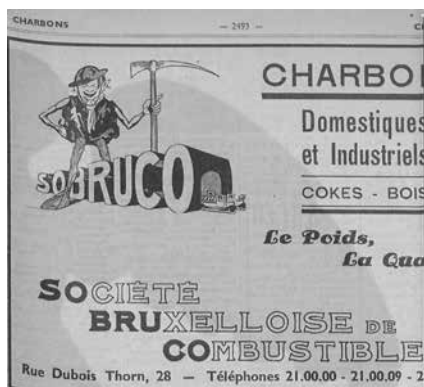 CHARBONS — 2493 —
SOBRUCO
CHARBO
Domestiques
et Industriels
COKES - BOIS
Le Poids,
La Qua
SOCIÉTÉ
BRUXELLOISE DE
COMBUSTIBLE
Rue Dubois Thorn, 28 — Téléphones 21.00.00 - 21.00.09 - 2